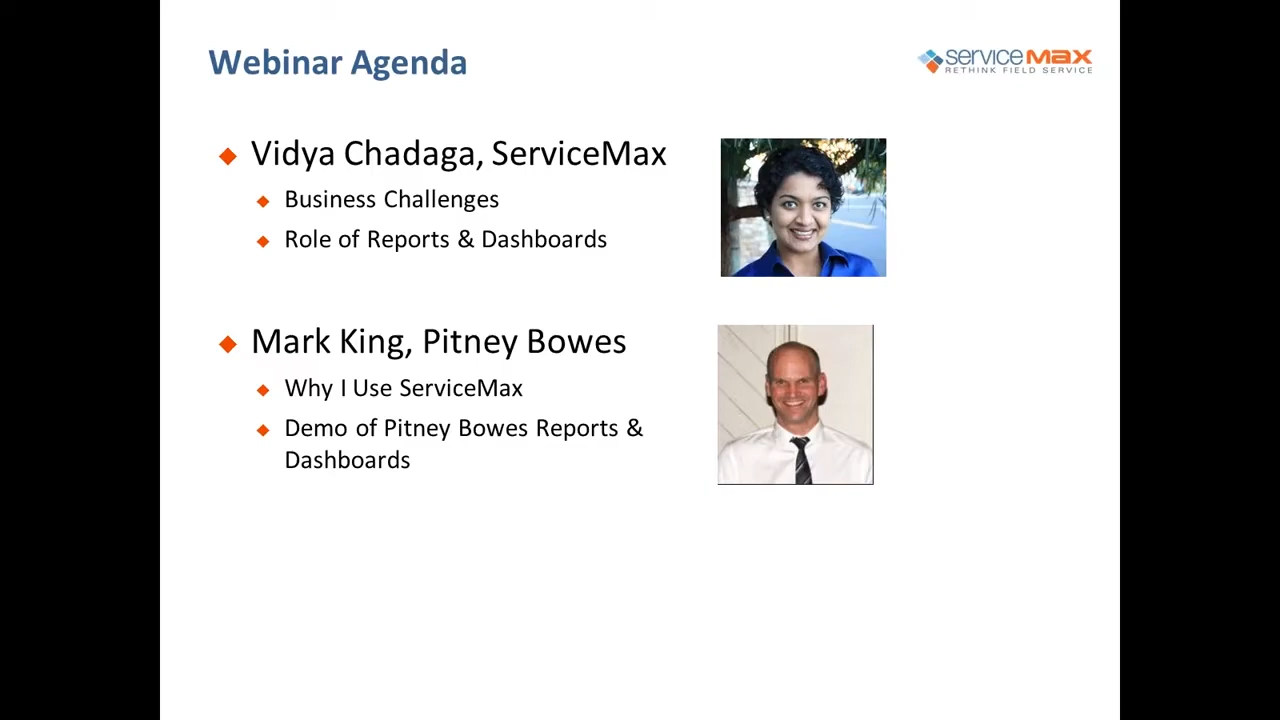 Webinar Agenda
serviceMAX
RETHINK FIELD SERVICE
Vidya Chadaga, ServiceMax
Business Challenges
Role of Reports & Dashboards
Mark King, Pitney Bowes
Why I Use ServiceMax
Demo of Pitney Bowes Reports &
Dashboards